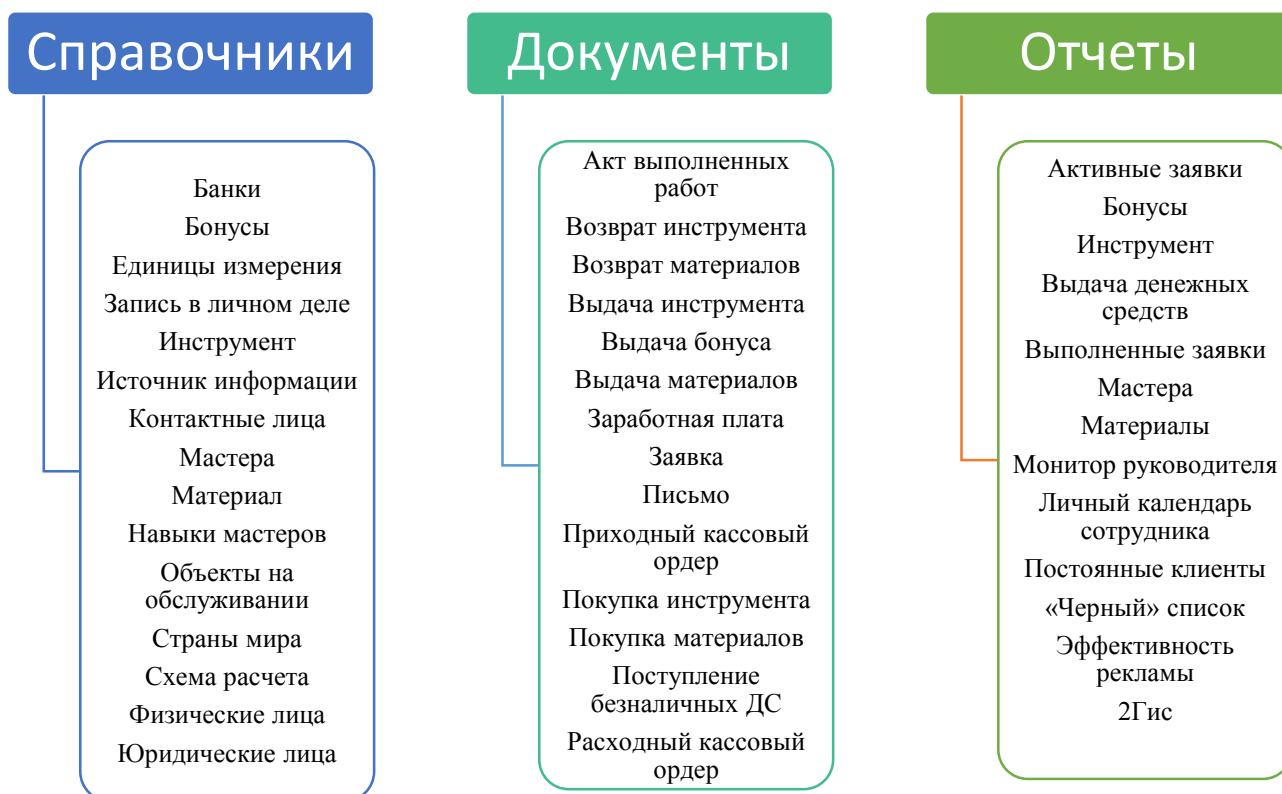 Справочники
Банки
Бонусы
Единицы измерения
Запись в личном деле
Инструмент
Источник информации
Контактные лица
Мастера
Материал
Навыки мастеров
Объекты на
обслуживании
Страны мира
Схема расчета
Физические лица
Юридические лица
Документы
Акт выполненных
работ
Возврат инструмента
Возврат материалов
Выдача инструмента
Выдача бонуса
Выдача материалов
Заработная плата
Заявка
Письмо
Приходный кассовый
ордер
Покупка инструмента
Покупка материалов
Поступление
безналичных ДС
Расходный кассовый
ордер
Отчеты
Активные заявки
Бонусы
Инструмент
Выдача денежных
средств
Выполненные заявки
Мастера
Материалы
Монитор руководителя
Личный календарь
сотрудника
Постоянные клиенты
«Черный» список
Эффективность
рекламы
2Гис